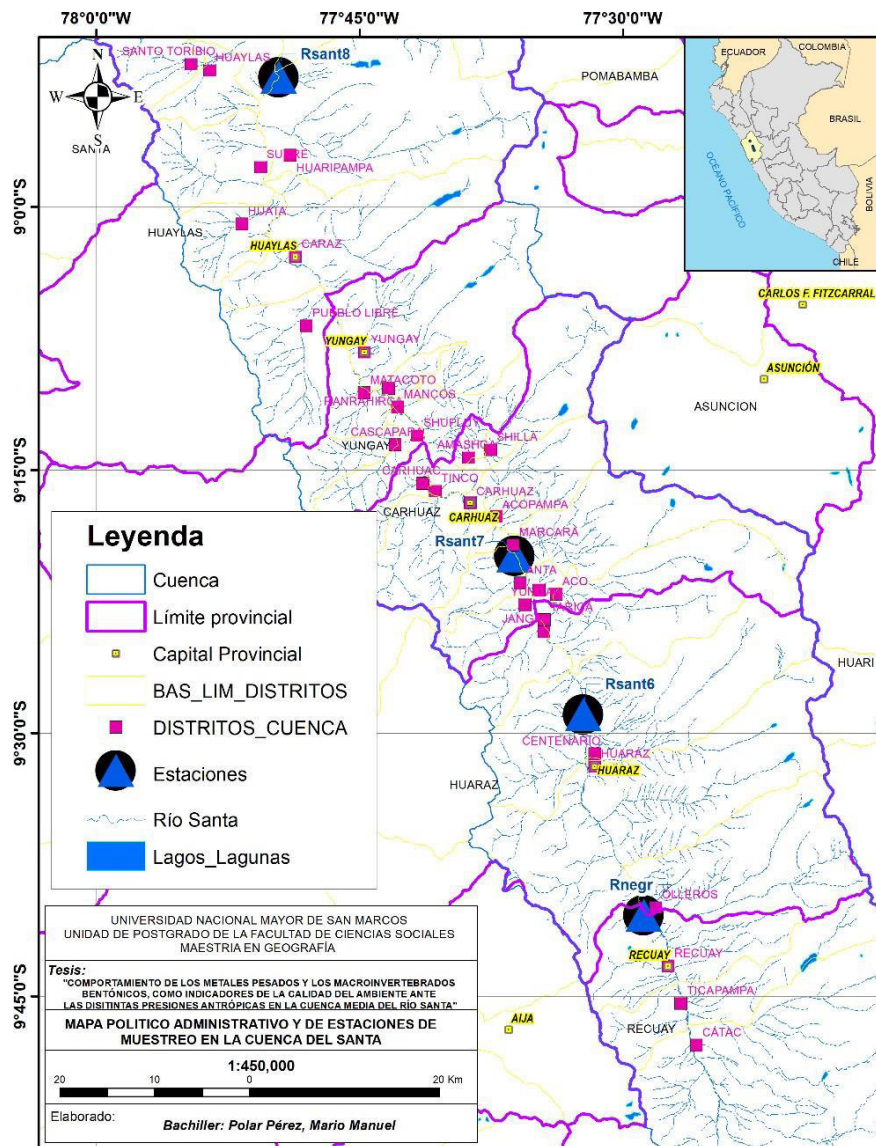 78°0'0"W
77°45'0"W
77°30'0"W
N
W
E
S
SANTA
SANTO TORIBIO
HUAYLAS
Rsant8
POMABAMBA
ECUADOR
COLOMBIA
BRASIL
BOLIVIA
CHILE
OCEANO PACÍFICO
HUARIPAMPA
9°0'0"S
HUATA
HUAYLAS
HUAYLAS
CARAZ
CARLOS F. FITZCARRAL
PUEBLO LIBRE
YUNGAY
YUNGAY
ASUNCIÓN
MATACOTO
RANRAHIRCA
MANCOS
ASUNCION
SHUPLUY
CASCAPARA
YUNGAY
AMASHCA
SHILLA
9°15'0"S
CARHUAC
TINCO
CARHUAZ
CARHUAZ
ACOPAMPA
CARHUAZ
MARCARÁ
Rsant7
ANTA
ACO
YUNGA
TARICA
JANG
HUARI
Rsant6
9°30'0"S
CENTENARIO
HUARAZ
HUARAZ
HUARAZ
Rnegr
OLLEROS
RECUAY
RECUAY
9°45'0"S
TICAPAMPA
AIJA
RECUAY
CATAC
Leyenda
Cuenca
Límite provincial
Capital Provincial
BAS_LIM_DISTRITOS
DISTRITOS_CUENCA
Estaciones
Río Santa
Lagos_Lagunas
UNIVERSIDAD NACIONAL MAYOR DE SAN MARCOS
UNIDAD DE POSTGRADO DE LA FACULTAD DE CIENCIAS SOCIALES
MAESTRIA EN GEOGRAFÍA
Tesis:
"COMPORTAMIENTO DE LOS METALES PESADOS Y LOS MACROINVERTEBRADOS
BENTÓNICOS, COMO INDICADORES DE LA CALIDAD DEL AMBIENTE ANTE
LAS DISITINTAS PRESIONES ANTRÓPICAS EN LA CUENCA MEDIA DEL RÍO SANTA"
MAPA POLITICO ADMINISTRATIVO Y DE ESTACIONES DE
MUESTREO EN LA CUENCA DEL SANTA
1:450,000
20 10 0 20 Km
Elaborado:
Bachiller: Polar Pérez, Mario Manuel